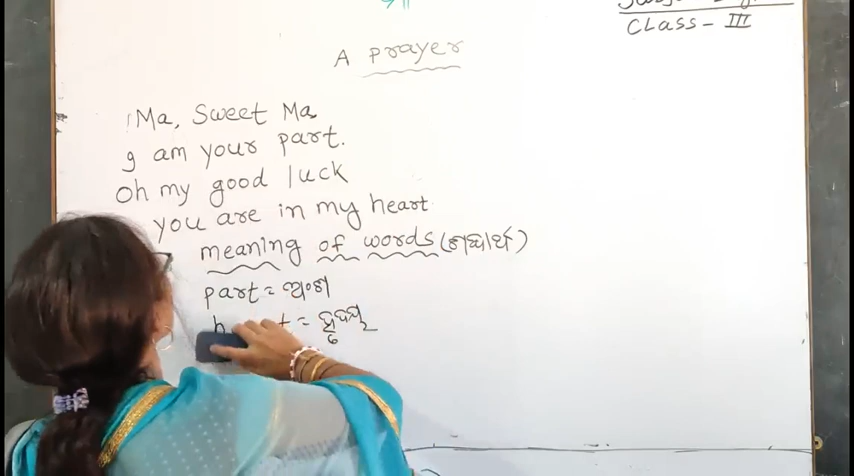 CLASS - III
A prayer
Ma, Sweet Ma
I am your part.
Oh my good luck
you are in my heart
meaning of words (ଶବ୍ଦାର୍ଥ)
part = ଅଂଶ
= ହୃଦୟ